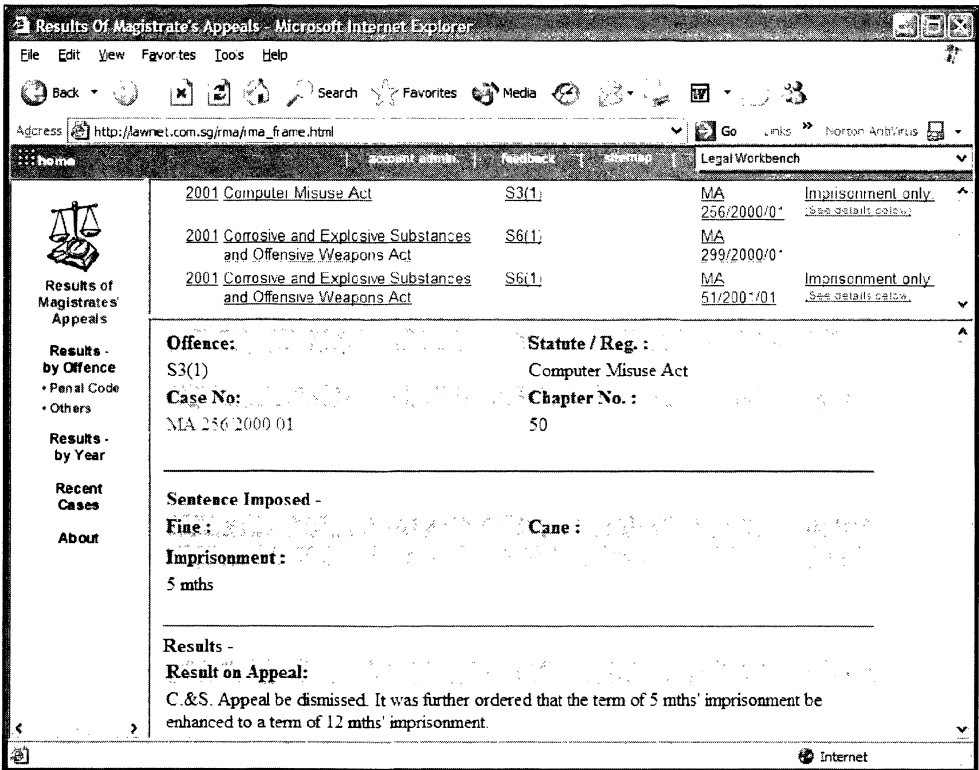 Results Of Magistrate's Appeals - Microsoft Internet Explorer
File Edit View Favorites Tools Help
Back Search Favorites Media
Address http://lawnet.com.sg/rma/rma_frame.html Go Links » Norton AntiVirus
home account admin feedback sitemap Legal Workbench
2001 Computer Misuse Act S3(1) MA 256/2000/01 Imprisonment only. (See details below)
2001 Corrosive and Explosive Substances and Offensive Weapons Act S6(1) MA 299/2000/01
2001 Corrosive and Explosive Substances and Offensive Weapons Act S6(1) MA 51/2001/01 Imprisonment only. (See details below)
Results of
Magistrates'
Appeals
Results -
by Offence
• Penal Code
• Others
Results -
by Year
Recent
Cases
About
Offence: Statute / Reg. :
S3(1) Computer Misuse Act
Case No: Chapter No. :
MA 256/2000/01 50
Sentence Imposed -
Fine : Cane :
Imprisonment :
5 mths
Results -
Result on Appeal:
C.&S. Appeal be dismissed. It was further ordered that the term of 5 mths' imprisonment be
enhanced to a term of 12 mths' imprisonment.
Internet